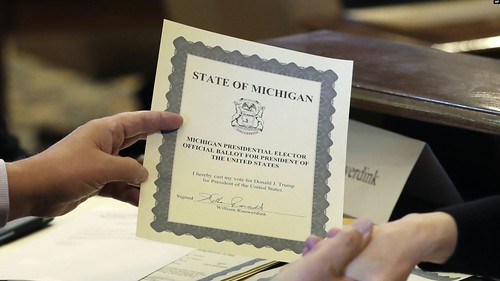 STATE OF MICHIGAN
MICHIGAN PRESIDENTIAL ELECTOR
OFFICIAL BALLOT FOR PRESIDENT OF
THE UNITED STATES
I hereby cast my vote for Donald J. Trump
for President of the United States.
Signed
William Rauwerdink
werdink